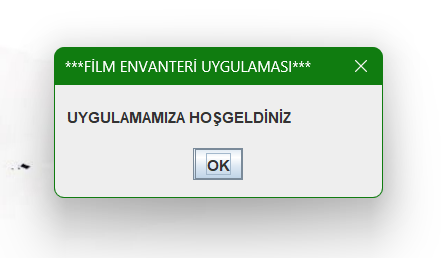 ***FİLM ENVANTERİ UYGULAMASI***
UYGULAMAMIZA HOŞGELDİNİZ
OK